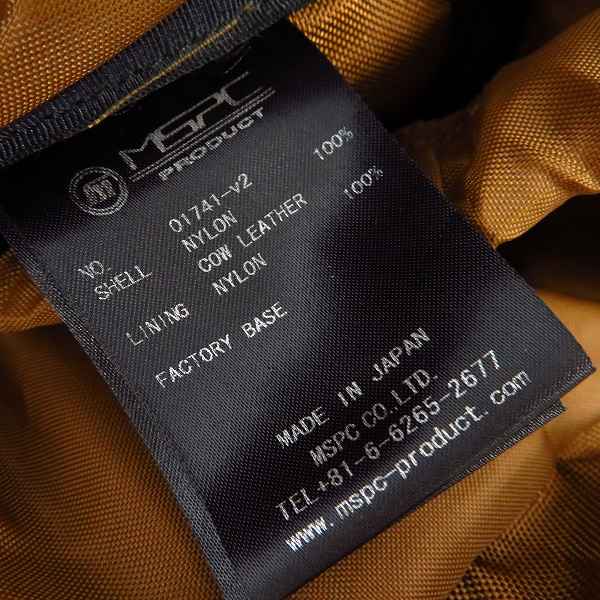 MSPC
PRODUCT
NO. 01741-v2
SHELL NYLON 100%
COW LEATHER
LINING NYLON 100%
FACTORY BASE
MADE IN JAPAN
MSPC CO.LTD.
TEL+81-6-6265-2677
www.mspc-product.com